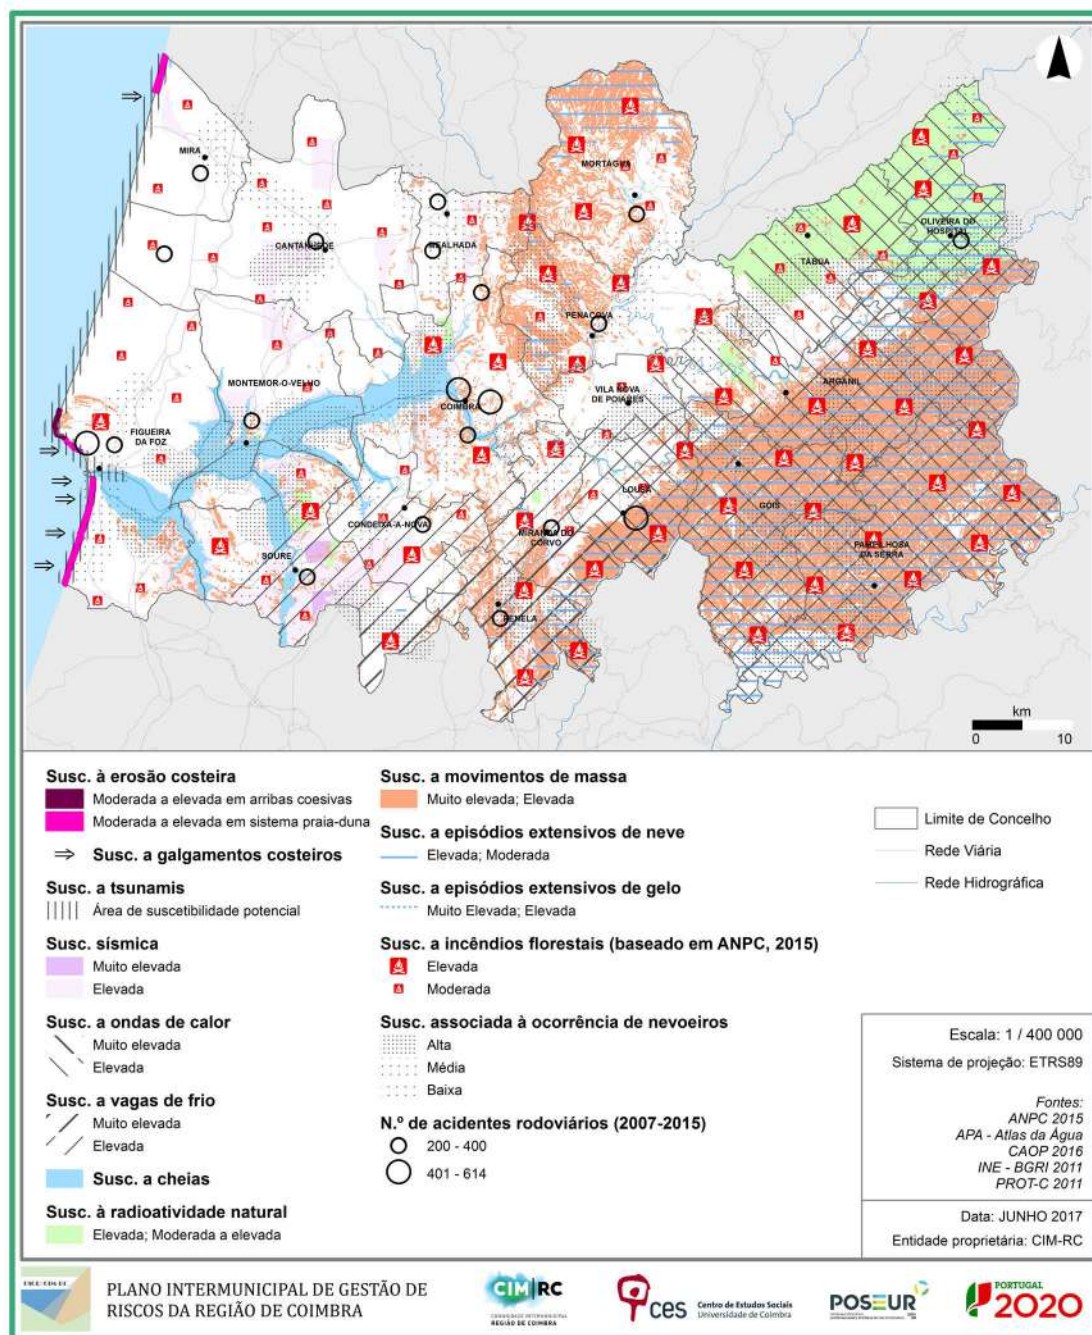 MIRA
MORTÁGUA
CANTANHEDE
MEALHADA
OLIVEIRA DO
HOSPITAL
TÁBUA
PENACOVA
MONTEMOR-O-VELHO
COIMBRA
VILA NOVA
DE POIARES
ARGANIL
FIGUEIRA
DA FOZ
LOUSÃ
GÓIS
CONDEIXA-A-NOVA
MIRANDA DO
CORVO
PAMPILHOSA
DA SERRA
SOURE
PENELA
km
0 10
Susc. à erosão costeira
Moderada a elevada em arribas coesivas
Moderada a elevada em sistema praia-duna
Susc. a galgamentos costeiros
Susc. a tsunamis
Área de suscetibilidade potencial
Susc. sísmica
Muito elevada
Elevada
Susc. a ondas de calor
Muito elevada
Elevada
Susc. a vagas de frio
Muito elevada
Elevada
Susc. a cheias
Susc. à radioatividade natural
Elevada; Moderada a elevada
Susc. a movimentos de massa
Muito elevada; Elevada
Susc. a episódios extensivos de neve
Elevada; Moderada
Susc. a episódios extensivos de gelo
Muito Elevada; Elevada
Susc. a incêndios florestais (baseado em ANPC, 2015)
Elevada
Moderada
Susc. associada à ocorrência de nevoeiros
Alta
Média
Baixa
N.º de acidentes rodoviários (2007-2015)
200 - 400
401 - 614
Limite de Concelho
Rede Viária
Rede Hidrográfica
Escala: 1 / 400 000
Sistema de projeção: ETRS89
Fontes:
ANPC 2015
APA - Atlas da Água
CAOP 2016
INE - BGRI 2011
PROT-C 2011
Data: JUNHO 2017
Entidade proprietária: CIM-RC
PLANO INTERMUNICIPAL DE GESTÃO DE
RISCOS DA REGIÃO DE COIMBRA
CIM|RC
COMUNIDADE INTERMUNICIPAL
REGIÃO DE COIMBRA
ces
Centro de Estudos Sociais
Universidade de Coimbra
POSEUR
PORTUGAL
2020